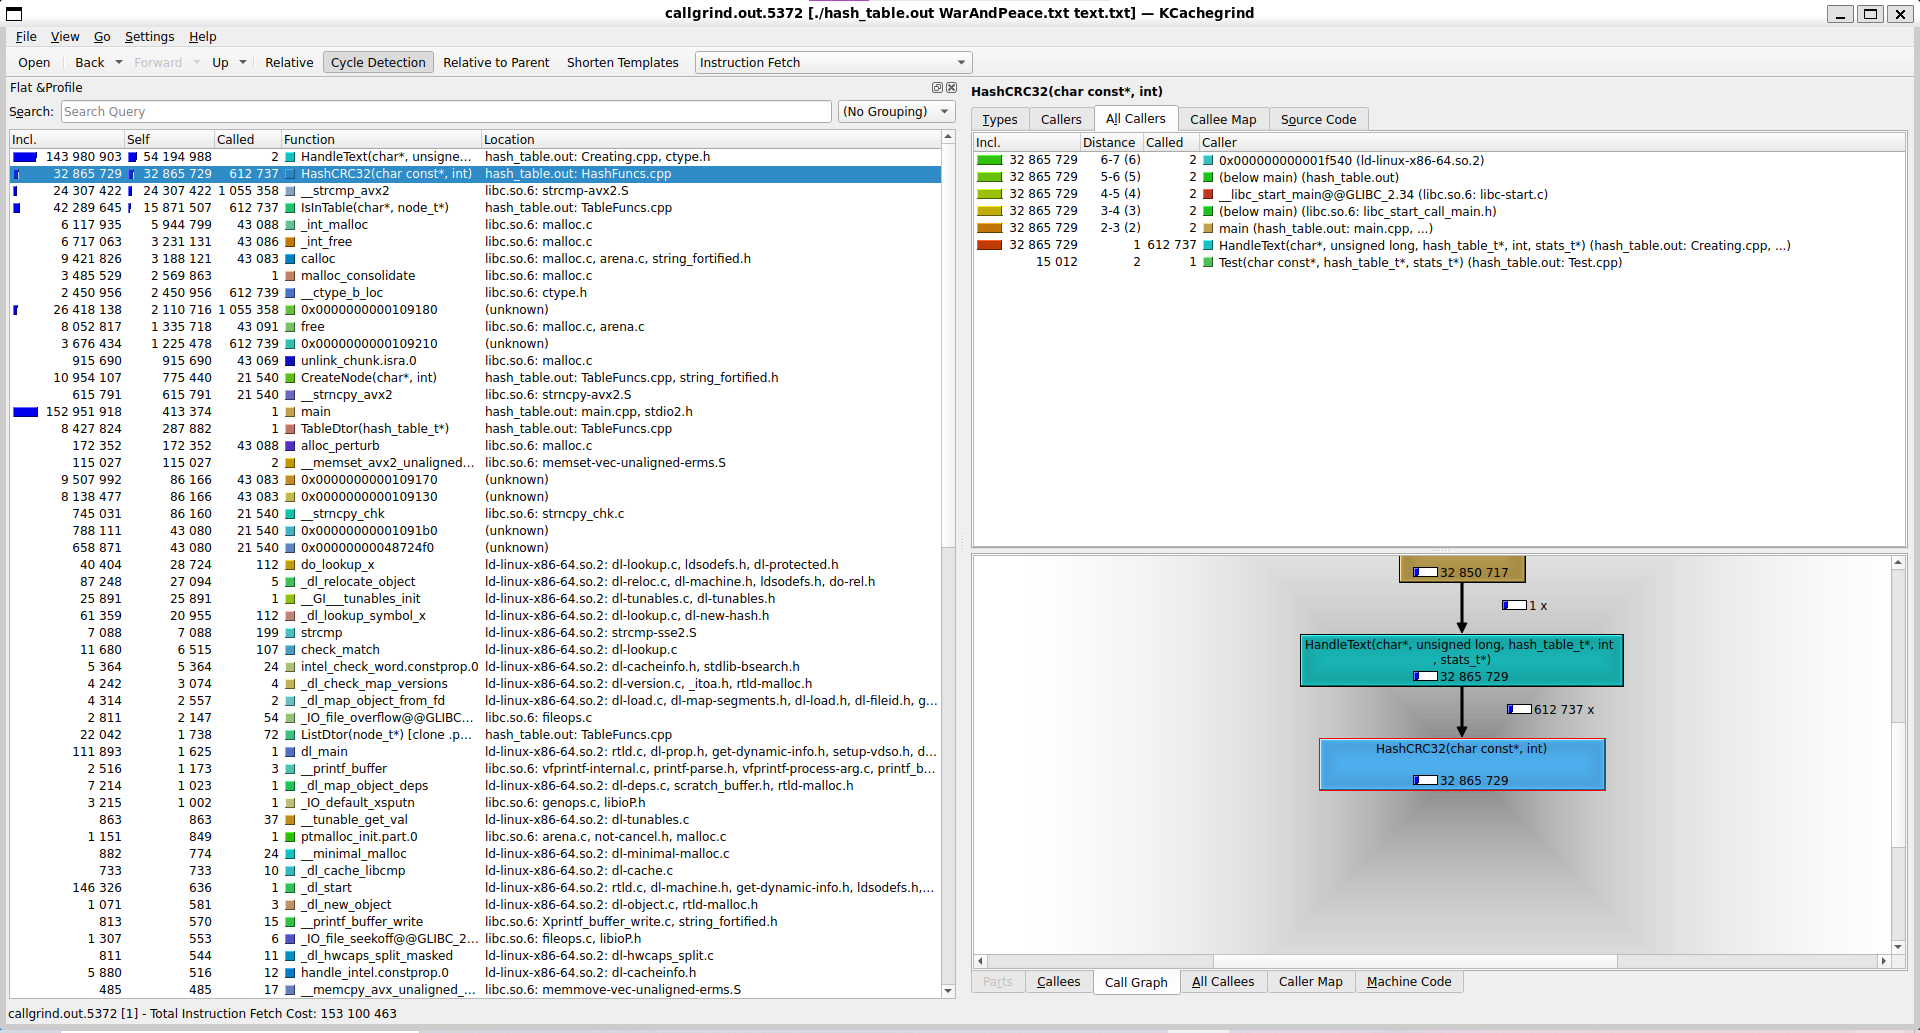 callgrind.out.5372 [./hash_table.out WarAndPeace.txt text.txt] — KCachegrind
File View Go Settings Help
Open Back Forward Up Relative Cycle Detection Relative to Parent Shorten Templates Instruction Fetch
Flat &Profile
Search: Search Query (No Grouping)
Incl. Self Called Function Location
143 980 903 54 194 988 2 HandleText(char*, unsigne... hash_table.out: Creating.cpp, ctype.h
32 865 729 32 865 729 612 737 HashCRC32(char const*, int) hash_table.out: HashFuncs.cpp
24 307 422 24 307 422 1 055 358 __strcmp_avx2 libc.so.6: strcmp-avx2.S
42 289 645 15 871 507 612 737 IsInTable(char*, node_t*) hash_table.out: TableFuncs.cpp
6 117 935 5 944 799 43 088 _int_malloc libc.so.6: malloc.c
6 717 063 3 231 131 43 086 _int_free libc.so.6: malloc.c
9 421 826 3 188 121 43 083 calloc libc.so.6: malloc.c, arena.c, string_fortified.h
3 485 529 2 569 863 1 malloc_consolidate libc.so.6: malloc.c
2 450 956 2 450 956 612 739 __ctype_b_loc libc.so.6: ctype.h
26 418 138 2 110 716 1 055 358 0x0000000000109180 (unknown)
8 052 817 1 335 718 43 091 free libc.so.6: malloc.c, arena.c
3 676 434 1 225 478 612 739 0x0000000000109210 (unknown)
915 690 915 690 43 069 unlink_chunk.isra.0 libc.so.6: malloc.c
10 954 107 775 440 21 540 CreateNode(char*, int) hash_table.out: TableFuncs.cpp, string_fortified.h
615 791 615 791 21 540 __strncpy_avx2 libc.so.6: strncpy-avx2.S
152 951 918 413 374 1 main hash_table.out: main.cpp, stdio2.h
8 427 824 287 882 1 TableDtor(hash_table_t*) hash_table.out: TableFuncs.cpp
172 352 172 352 43 088 alloc_perturb libc.so.6: malloc.c
115 027 115 027 2 __memset_avx2_unaligned... libc.so.6: memset-vec-unaligned-erms.S
9 507 992 86 166 43 083 0x0000000000109170 (unknown)
8 138 477 86 166 43 083 0x0000000000109130 (unknown)
745 031 86 160 21 540 __strncpy_chk libc.so.6: strncpy_chk.c
788 111 43 080 21 540 0x00000000001091b0 (unknown)
658 871 43 080 21 540 0x00000000048724f0 (unknown)
40 404 28 724 112 do_lookup_x ld-linux-x86-64.so.2: dl-lookup.c, ldsodefs.h, dl-protected.h
87 248 27 094 5 _dl_relocate_object ld-linux-x86-64.so.2: dl-reloc.c, dl-machine.h, ldsodefs.h, do-rel.h
25 891 25 891 1 __GI___tunables_init ld-linux-x86-64.so.2: dl-tunables.c, dl-tunables.h
61 359 20 955 112 _dl_lookup_symbol_x ld-linux-x86-64.so.2: dl-lookup.c, dl-new-hash.h
7 088 7 088 199 strcmp ld-linux-x86-64.so.2: strcmp-sse2.S
11 680 6 515 107 check_match ld-linux-x86-64.so.2: dl-lookup.c
5 364 5 364 24 intel_check_word.constprop.0 ld-linux-x86-64.so.2: dl-cacheinfo.h, stdlib-bsearch.h
4 242 3 074 4 _dl_check_map_versions ld-linux-x86-64.so.2: dl-version.c, _itoa.h, rtld-malloc.h
4 314 2 557 2 _dl_map_object_from_fd ld-linux-x86-64.so.2: dl-load.c, dl-map-segments.h, dl-load.h, dl-fileid.h, g...
2 811 2 147 54 _IO_file_overflow@@GLIBC... libc.so.6: fileops.c
22 042 1 738 72 ListDtor(node_t*) [clone .p... hash_table.out: TableFuncs.cpp
111 893 1 625 1 dl_main ld-linux-x86-64.so.2: rtld.c, dl-prop.h, get-dynamic-info.h, setup-vdso.h, d...
2 516 1 173 3 __printf_buffer libc.so.6: vfprintf-internal.c, printf-parse.h, vfprintf-process-arg.c, printf_b...
7 214 1 023 1 _dl_map_object_deps ld-linux-x86-64.so.2: dl-deps.c, scratch_buffer.h, rtld-malloc.h
3 215 1 002 1 _IO_default_xsputn libc.so.6: genops.c, libioP.h
863 863 37 __tunable_get_val ld-linux-x86-64.so.2: dl-tunables.c
1 151 849 1 ptmalloc_init.part.0 libc.so.6: arena.c, not-cancel.h, malloc.c
882 774 24 __minimal_malloc ld-linux-x86-64.so.2: dl-minimal-malloc.c
733 733 10 _dl_cache_libcmp ld-linux-x86-64.so.2: dl-cache.c
146 326 636 1 _dl_start ld-linux-x86-64.so.2: rtld.c, dl-machine.h, get-dynamic-info.h, ldsodefs.h,...
1 071 581 3 _dl_new_object ld-linux-x86-64.so.2: dl-object.c, rtld-malloc.h
813 570 15 __printf_buffer_write libc.so.6: Xprintf_buffer_write.c, string_fortified.h
1 307 553 6 _IO_file_seekoff@@GLIBC_2... libc.so.6: fileops.c, libioP.h
811 544 11 _dl_hwcaps_split_masked ld-linux-x86-64.so.2: dl-hwcaps_split.c
5 880 516 12 handle_intel.constprop.0 ld-linux-x86-64.so.2: dl-cacheinfo.h
485 485 17 __memcpy_avx_unaligned_... libc.so.6: memmove-vec-unaligned-erms.S
HashCRC32(char const*, int)
Types Callers All Callers Callee Map Source Code
Incl. Distance Called Caller
32 865 729 6-7 (6) 2 0x000000000001f540 (ld-linux-x86-64.so.2)
32 865 729 5-6 (5) 2 (below main) (hash_table.out)
32 865 729 4-5 (4) 2 __libc_start_main@@GLIBC_2.34 (libc.so.6: libc-start.c)
32 865 729 3-4 (3) 2 (below main) (libc.so.6: libc_start_call_main.h)
32 865 729 2-3 (2) 2 main (hash_table.out: main.cpp, ...)
32 865 729 1 612 737 HandleText(char*, unsigned long, hash_table_t*, int, stats_t*) (hash_table.out: Creating.cpp, ...)
15 012 2 1 Test(char const*, hash_table_t*, stats_t*) (hash_table.out: Test.cpp)
32 850 717
1 x
HandleText(char*, unsigned long, hash_table_t*, int
, stats_t*)
32 865 729
612 737 x
HashCRC32(char const*, int)
32 865 729
Parts Callees Call Graph All Callees Caller Map Machine Code
callgrind.out.5372 [1] - Total Instruction Fetch Cost: 153 100 463